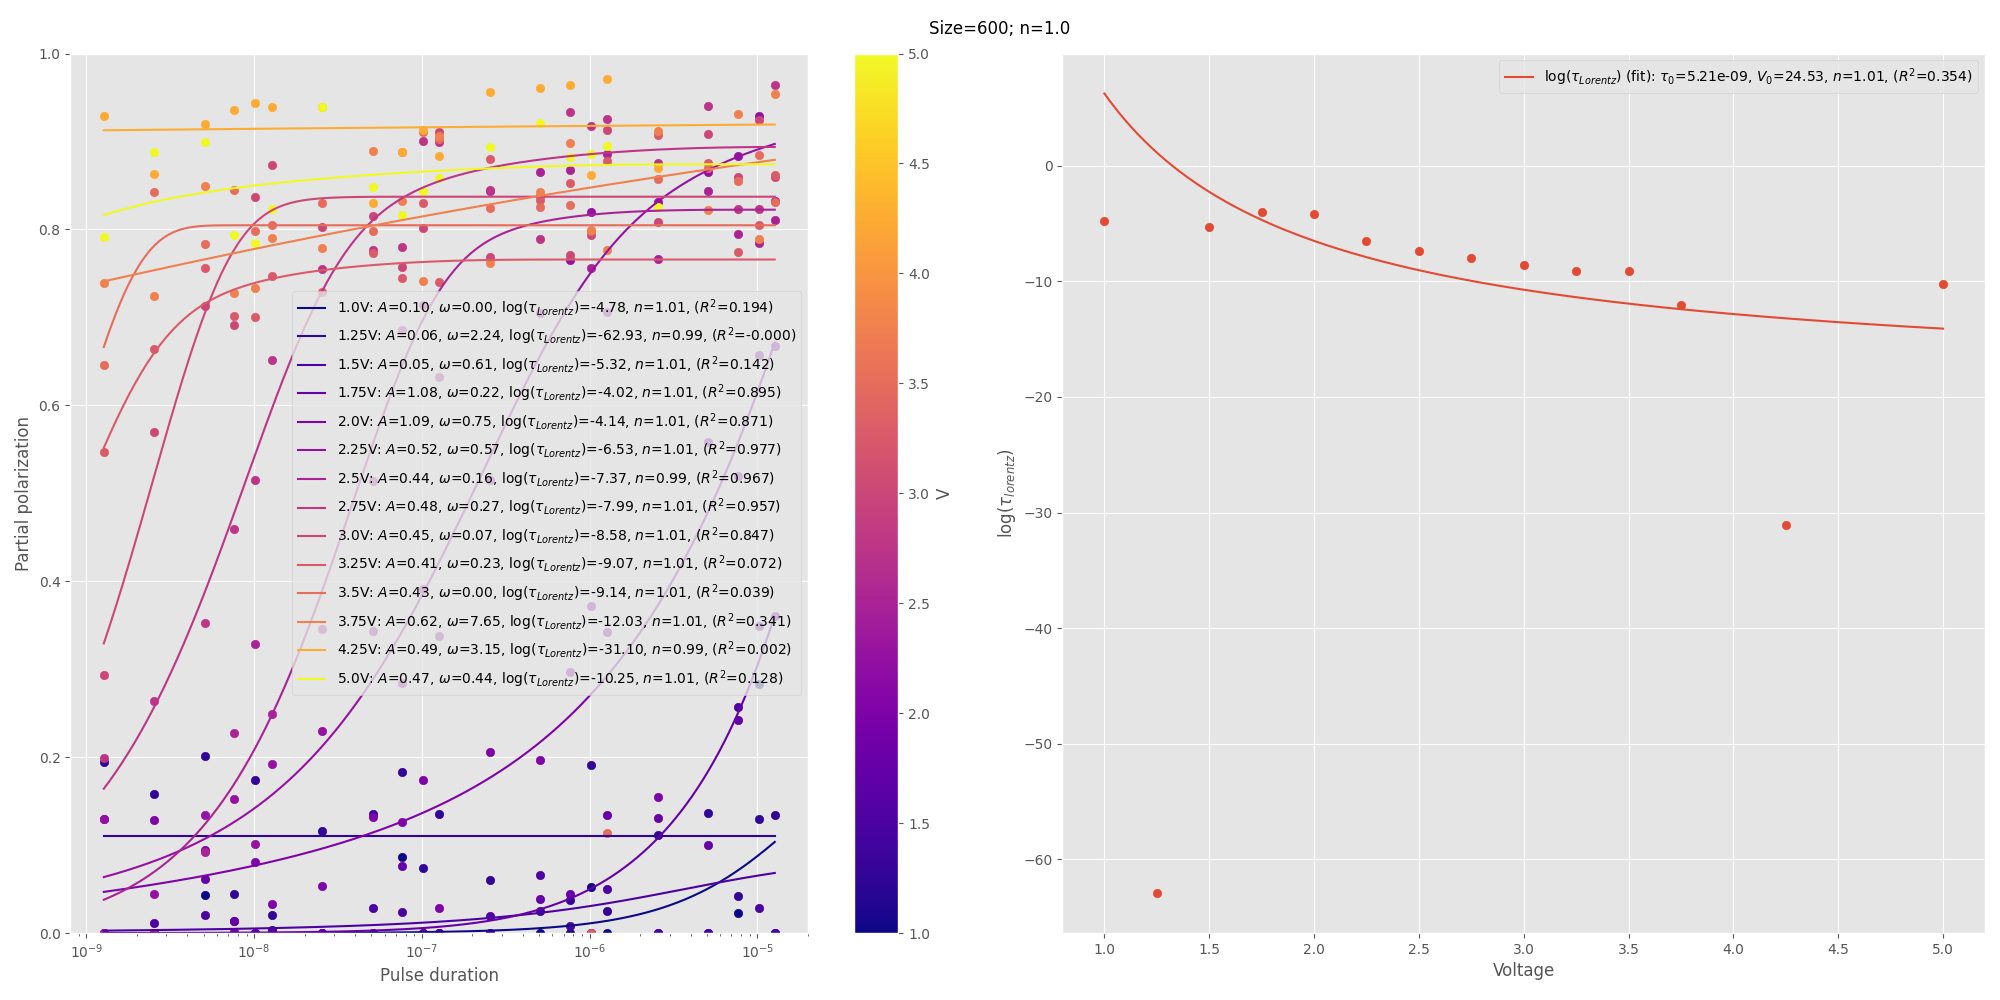 Size=600; n=1.0
1.0
0.8
0.6
0.4
0.2
0.0
Partial polarization
10⁻⁹
10⁻⁸
10⁻⁷
10⁻⁶
10⁻⁵
Pulse duration
1.0V: A=0.10, ω=0.00, log(τ_Lorentz)=-4.78, n=1.01, (R²=0.194)
1.25V: A=0.06, ω=2.24, log(τ_Lorentz)=-62.93, n=0.99, (R²=-0.000)
1.5V: A=0.05, ω=0.61, log(τ_Lorentz)=-5.32, n=1.01, (R²=0.142)
1.75V: A=1.08, ω=0.22, log(τ_Lorentz)=-4.02, n=1.01, (R²=0.895)
2.0V: A=1.09, ω=0.75, log(τ_Lorentz)=-4.14, n=1.01, (R²=0.871)
2.25V: A=0.52, ω=0.57, log(τ_Lorentz)=-6.53, n=1.01, (R²=0.977)
2.5V: A=0.44, ω=0.16, log(τ_Lorentz)=-7.37, n=0.99, (R²=0.967)
2.75V: A=0.48, ω=0.27, log(τ_Lorentz)=-7.99, n=1.01, (R²=0.957)
3.0V: A=0.45, ω=0.07, log(τ_Lorentz)=-8.58, n=1.01, (R²=0.847)
3.25V: A=0.41, ω=0.23, log(τ_Lorentz)=-9.07, n=1.01, (R²=0.072)
3.5V: A=0.43, ω=0.00, log(τ_Lorentz)=-9.14, n=1.01, (R²=0.039)
3.75V: A=0.62, ω=7.65, log(τ_Lorentz)=-12.03, n=1.01, (R²=0.341)
4.25V: A=0.49, ω=3.15, log(τ_Lorentz)=-31.10, n=0.99, (R²=0.002)
5.0V: A=0.47, ω=0.44, log(τ_Lorentz)=-10.25, n=1.01, (R²=0.128)
5.0
4.5
4.0
3.5
3.0
2.5
2.0
1.5
1.0
V
log(τ_Lorentz) (fit): τ₀=5.21e-09, V₀=24.53, n=1.01, (R²=0.354)
0
−10
−20
−30
−40
−50
−60
log(τ_lorentz)
1.0
1.5
2.0
2.5
3.0
3.5
4.0
4.5
5.0
Voltage